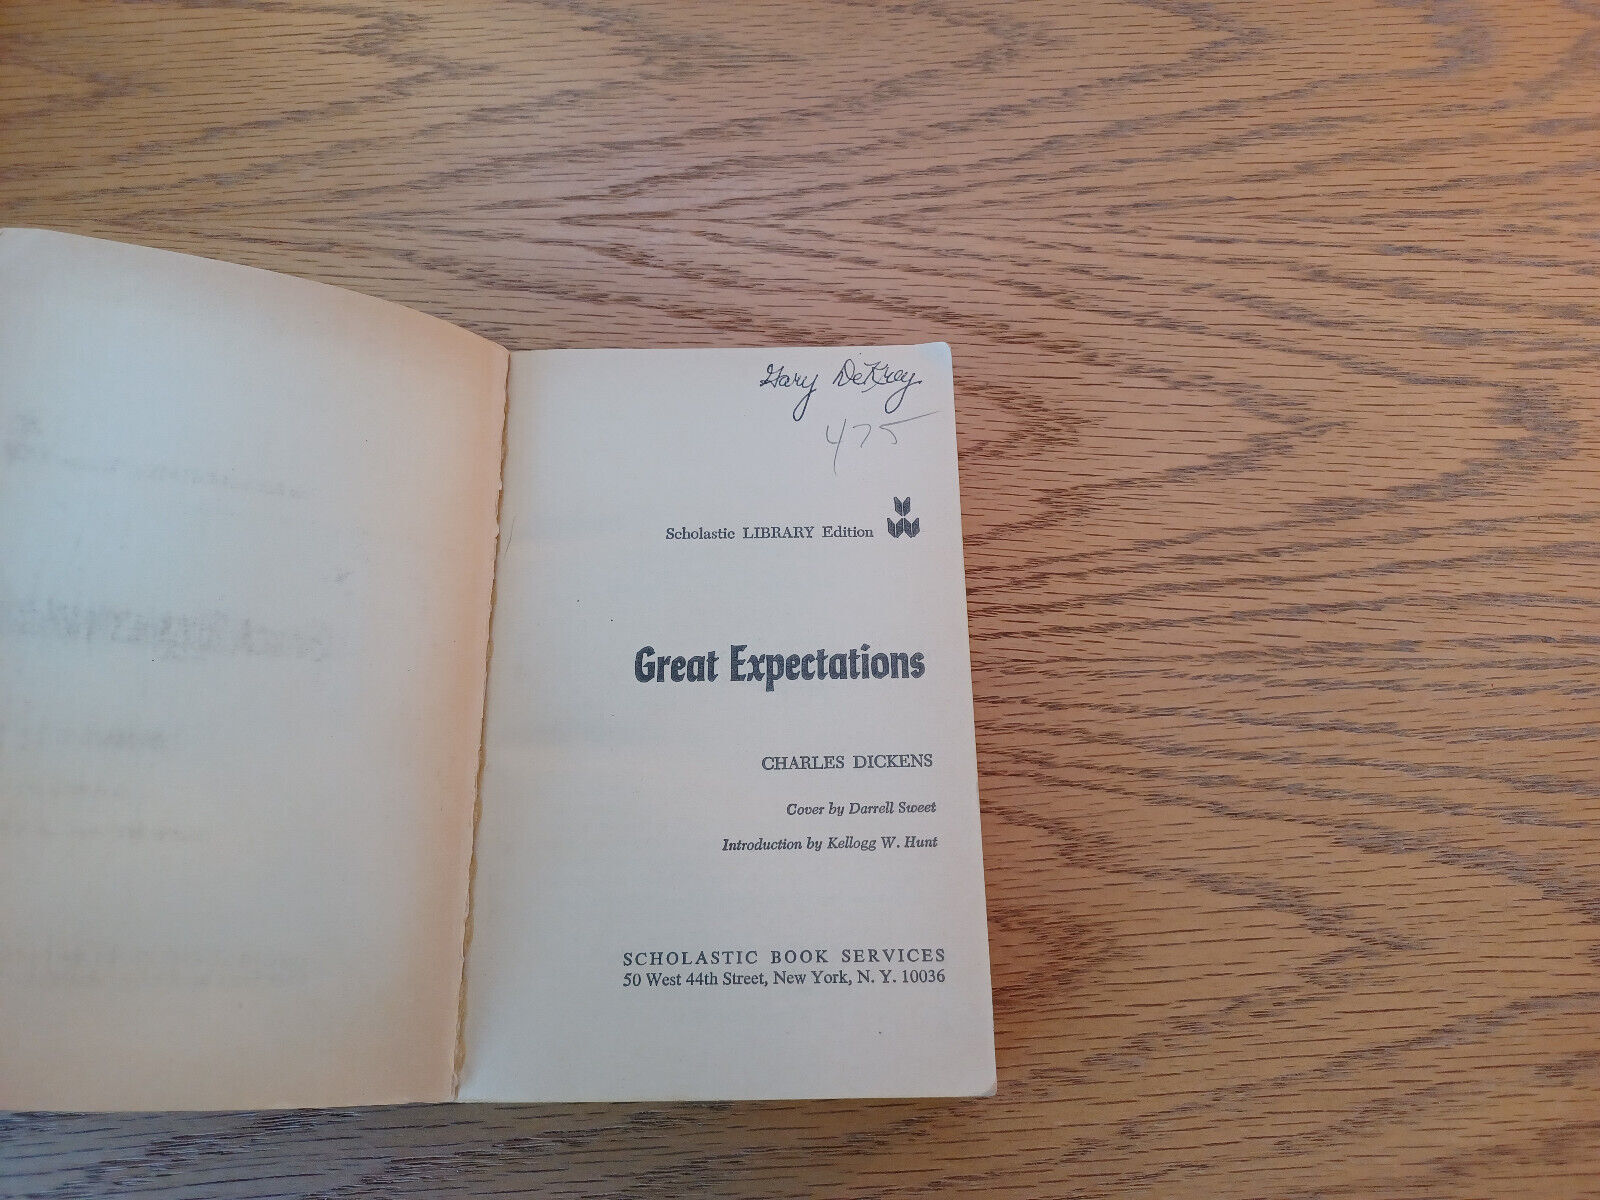 Gary DeKrey
475
Scholastic LIBRARY Edition
Great Expectations
CHARLES DICKENS
Cover by Darrell Sweet
Introduction by Kellogg W. Hunt
SCHOLASTIC BOOK SERVICES
50 West 44th Street, New York, N. Y. 10036